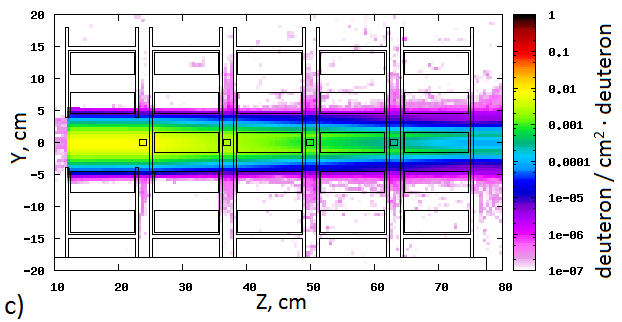 20
15
10
5
0
-5
-10
-15
-20
Y, cm
10 20 30 40 50 60 70 80
Z, cm
c)
1
0,1
0,01
0,001
0,0001
1e-05
1e-06
1e-07
deuteron / cm² · deuteron